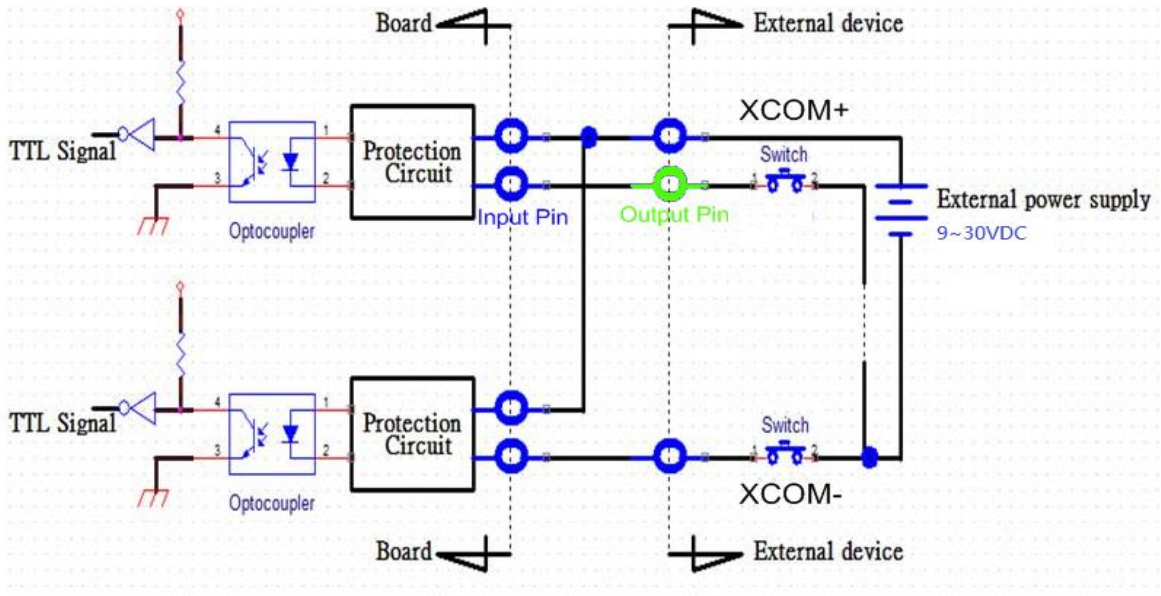 Board
External device
XCOM+
TTL Signal
4
3
1
2
Optocoupler
Protection
Circuit
Input Pin
Output Pin
Switch
1
2
External power supply
9~30VDC
TTL Signal
4
3
1
2
Optocoupler
Protection
Circuit
Switch
1
2
XCOM-
Board
External device